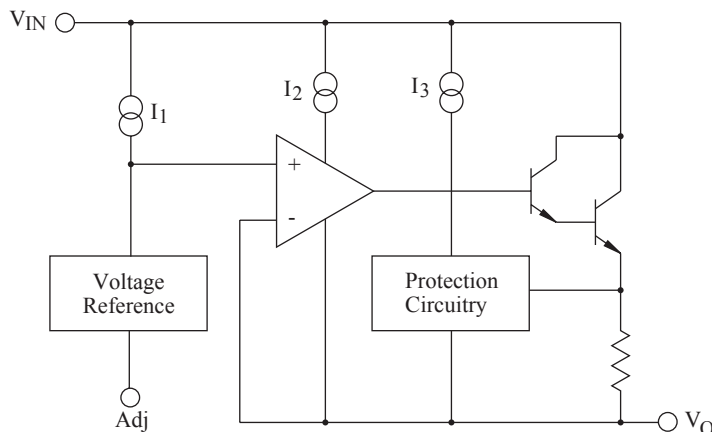 VIN
I1
I2
I3
+
-
Voltage
Reference
Protection
Circuitry
Adj
VO